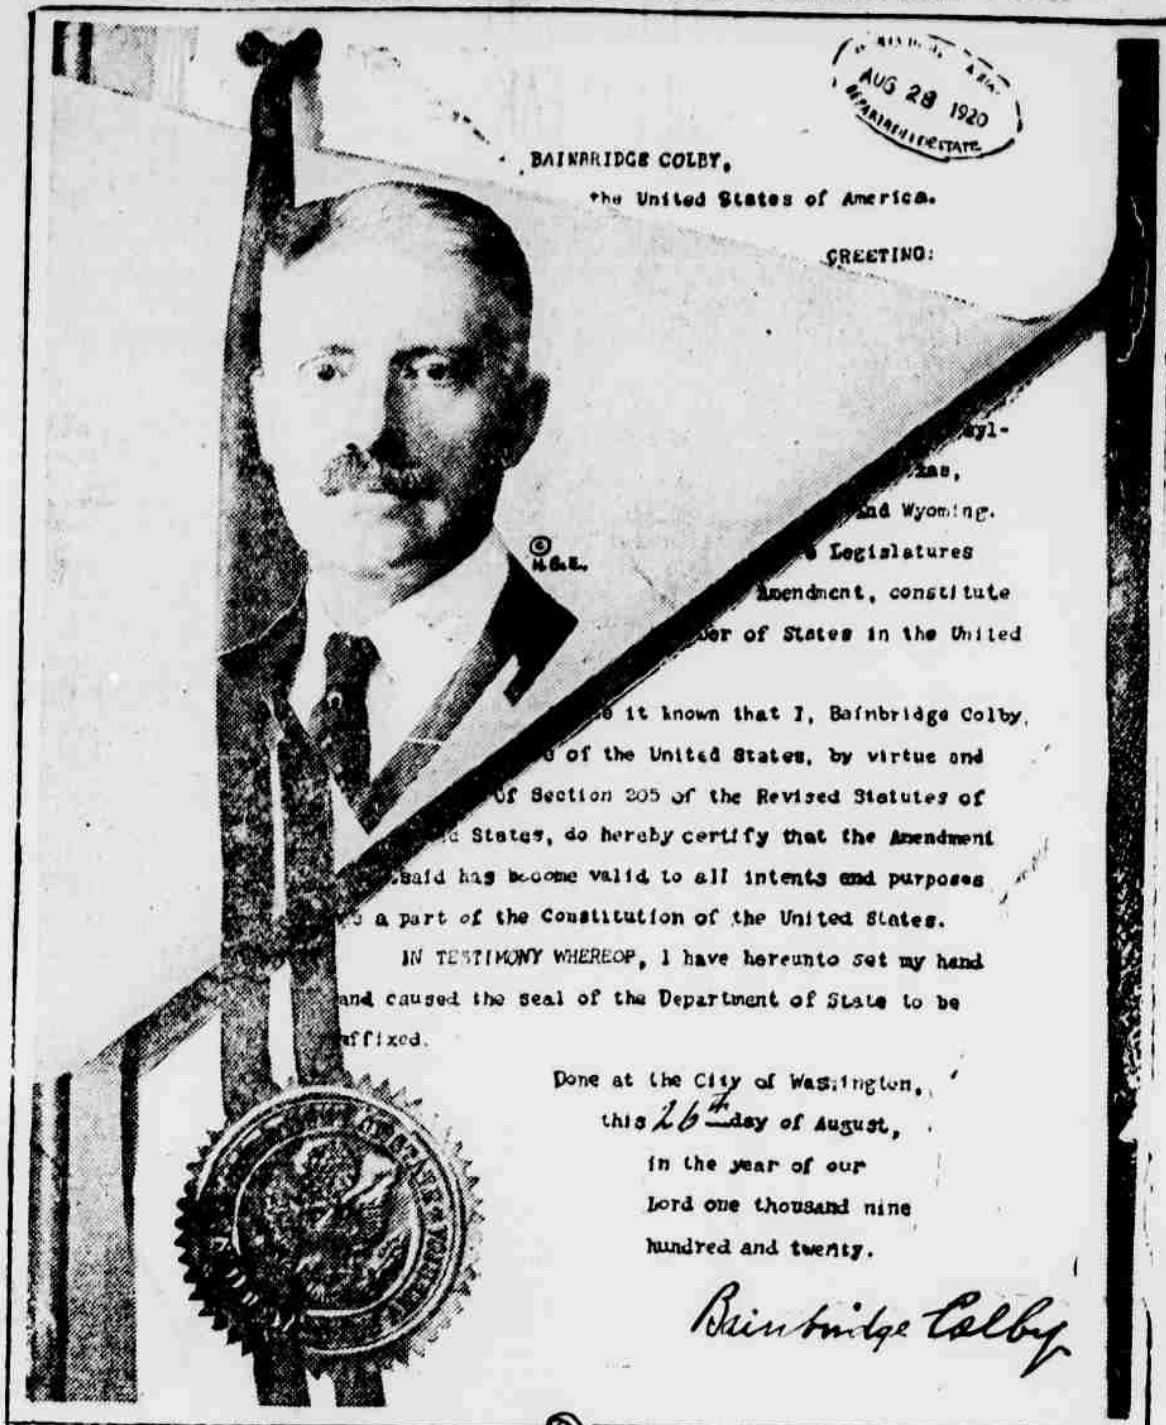 AUG 28 1920
BAINBRIDGE COLBY,
the United States of America.
GREETING:
yl-
xas,
and Wyoming.
Legislatures
Amendment, constitute
ber of States in the United
it known that I, Bainbridge Colby,
of the United States, by virtue and
of Section 205 of the Revised Statutes of
States, do hereby certify that the Amendment
said has become valid to all intents and purposes
a part of the Constitution of the United States.
IN TESTIMONY WHEREOF, I have hereunto set my hand
and caused the seal of the Department of State to be
affixed.
Done at the City of Washington,
this 26th day of August,
in the year of our
Lord one thousand nine
hundred and twenty.
Bainbridge Colby